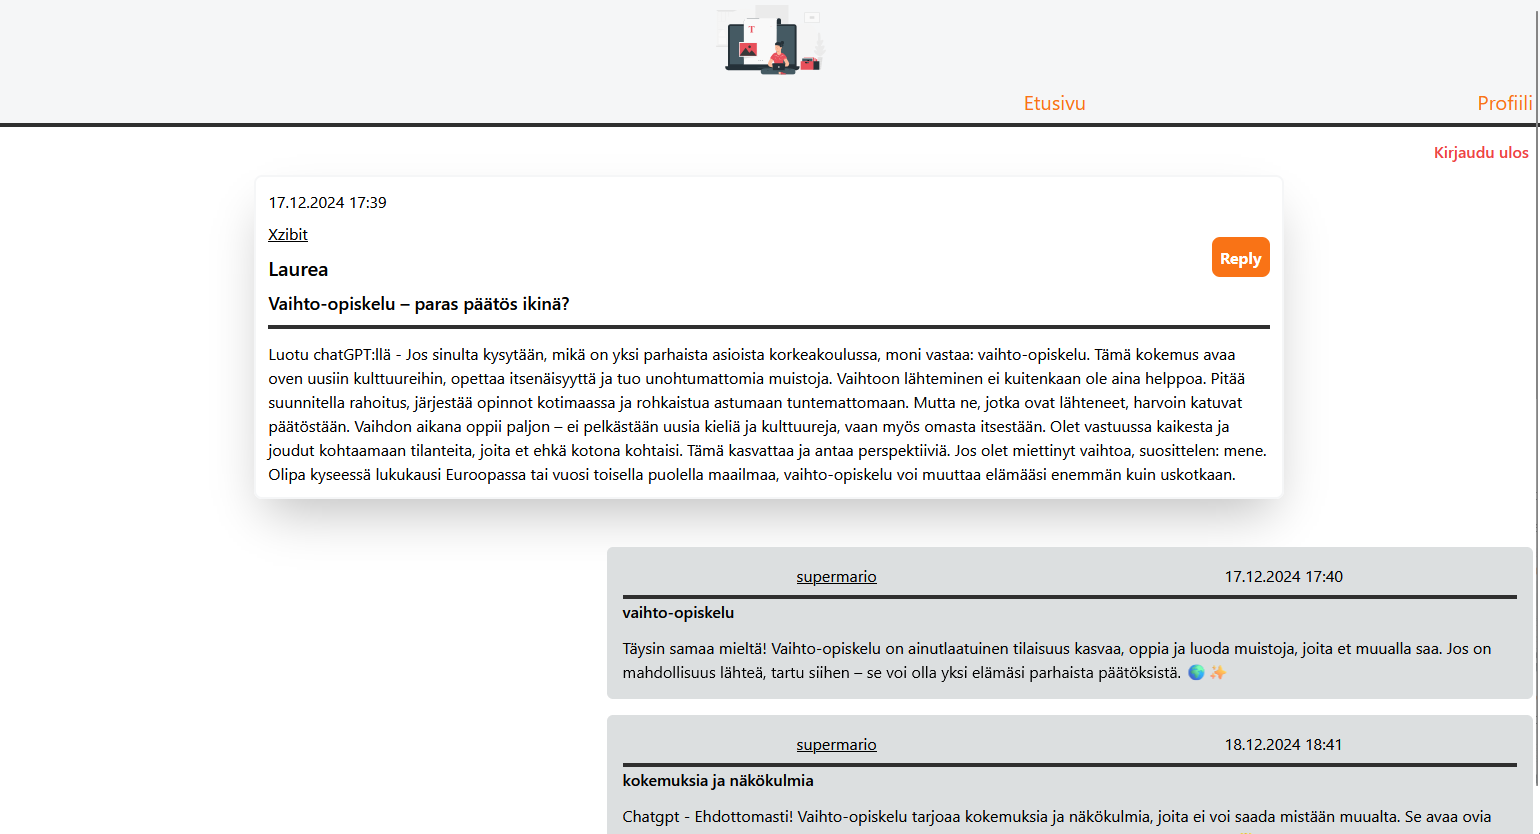 T
Etusivu
Profiili
Kirjaudu ulos
17.12.2024 17:39
Xzibit
Reply
Laurea
Vaihto-opiskelu – paras päätös ikinä?
Luotu chatGPT:llä - Jos sinulta kysytään, mikä on yksi parhaista asioista korkeakoulussa, moni vastaa: vaihto-opiskelu. Tämä kokemus avaa
oven uusiin kulttuureihin, opettaa itsenäisyyttä ja tuo unohtumattomia muistoja. Vaihtoon lähteminen ei kuitenkaan ole aina helppoa. Pitää
suunnitella rahoitus, järjestää opinnot kotimaassa ja rohkaistua astumaan tuntemattomaan. Mutta ne, jotka ovat lähteneet, harvoin katuvat
päätöstään. Vaihdon aikana oppii paljon – ei pelkästään uusia kieliä ja kulttuureja, vaan myös omasta itsestään. Olet vastuussa kaikesta ja
joudut kohtaamaan tilanteita, joita et ehkä kotona kohtaisi. Tämä kasvattaa ja antaa perspektiiviä. Jos olet miettinyt vaihtoa, suosittelen: mene.
Olipa kyseessä lukukausi Euroopassa tai vuosi toisella puolella maailmaa, vaihto-opiskelu voi muuttaa elämääsi enemmän kuin uskotkaan.
supermario
17.12.2024 17:40
vaihto-opiskelu
Täysin samaa mieltä! Vaihto-opiskelu on ainutlaatuinen tilaisuus kasvaa, oppia ja luoda muistoja, joita et muualla saa. Jos on
mahdollisuus lähteä, tartu siihen – se voi olla yksi elämäsi parhaista päätöksistä. 🌍✨
supermario
18.12.2024 18:41
kokemuksia ja näkökulmia
Chatgpt - Ehdottomasti! Vaihto-opiskelu tarjoaa kokemuksia ja näkökulmia, joita ei voi saada mistään muualta. Se avaa ovia